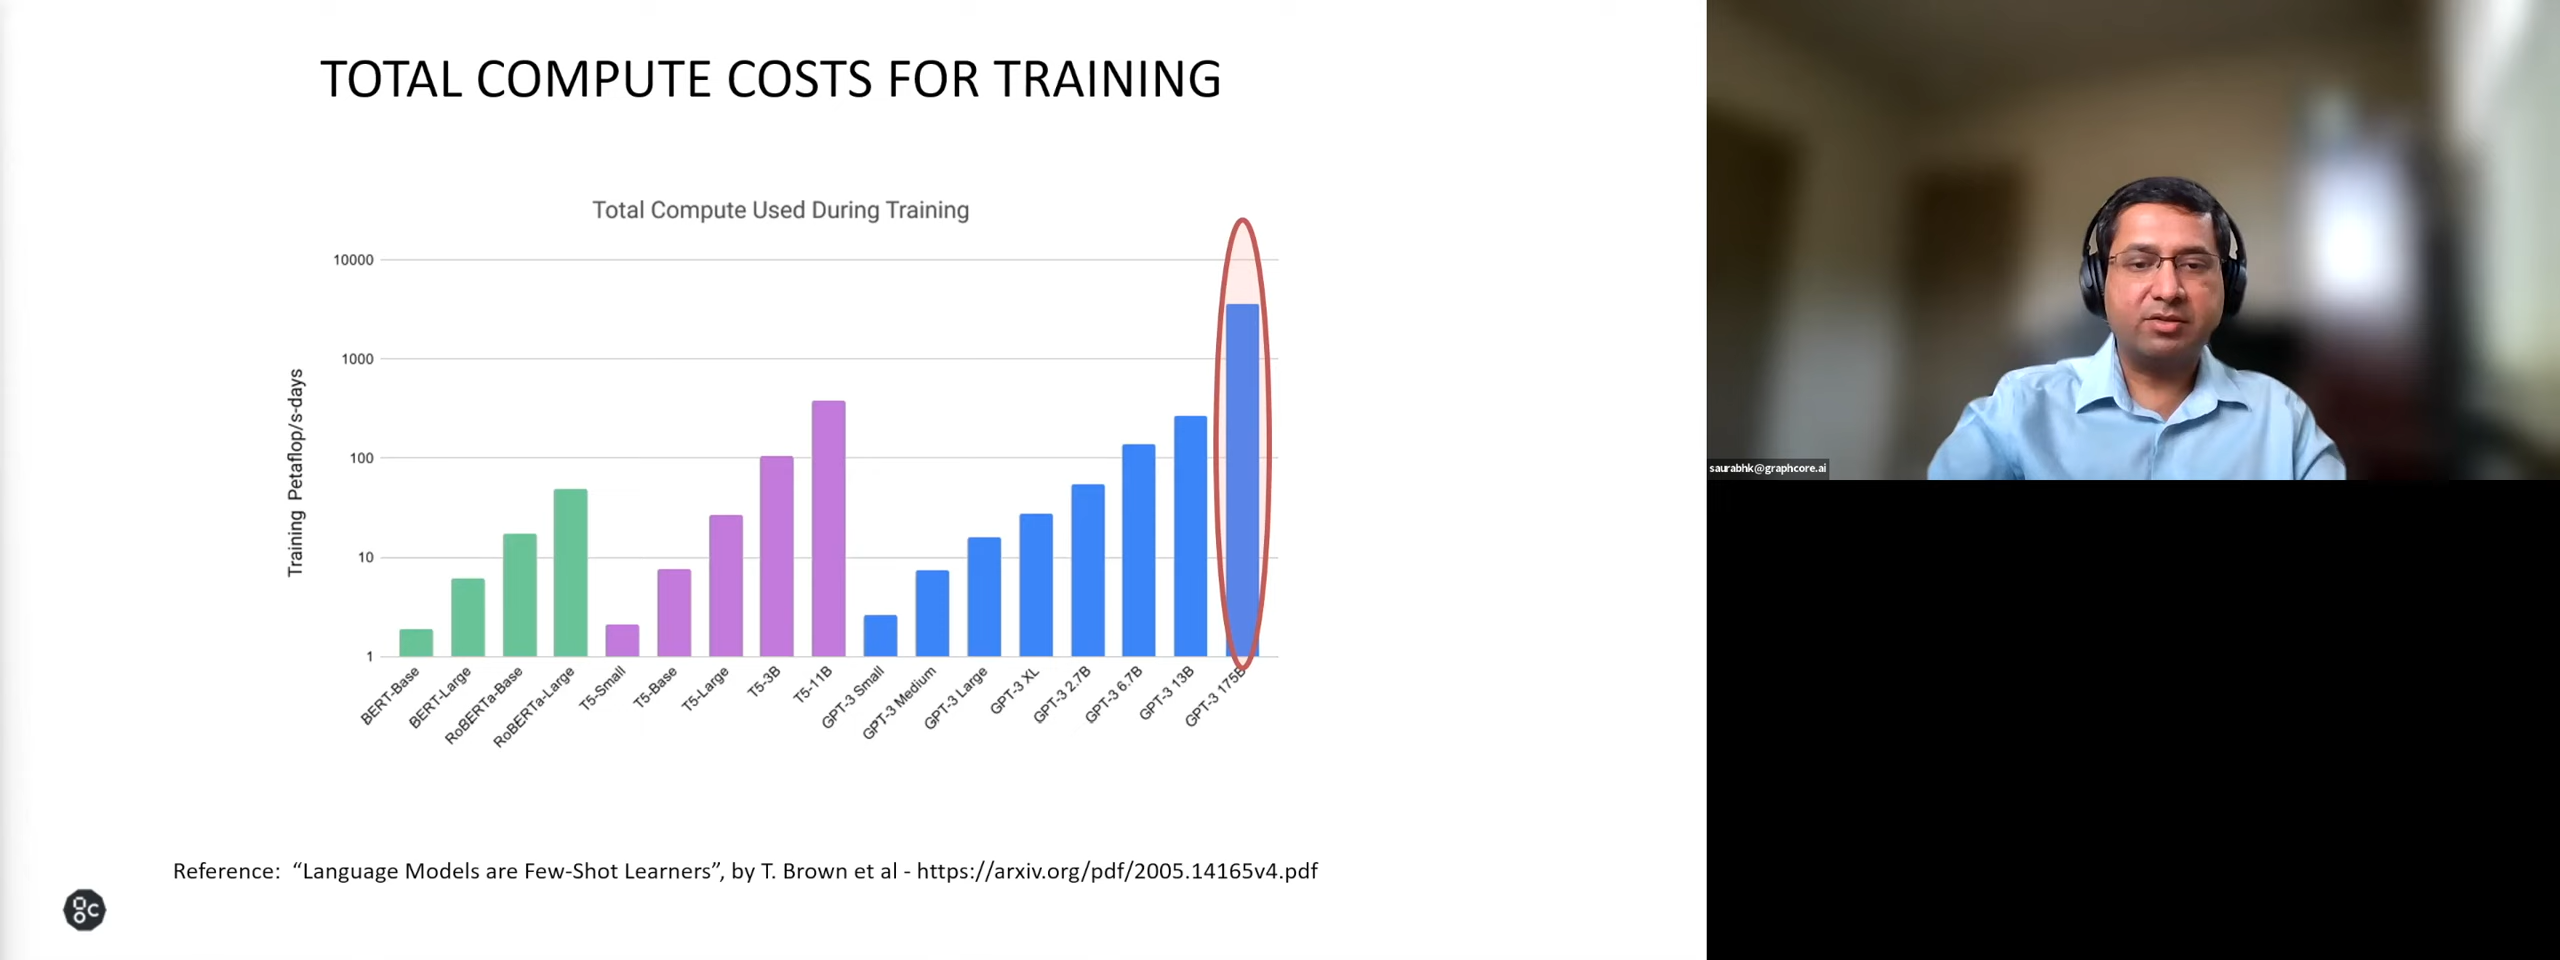 TOTAL COMPUTE COSTS FOR TRAINING
Total Compute Used During Training
Training Petaflop/s-days
10000
1000
100
10
1
BERT-Base
BERT-Large
RoBERTa-Base
RoBERTa-Large
T5-Small
T5-Base
T5-Large
T5-3B
T5-11B
GPT-3 Small
GPT-3 Medium
GPT-3 Large
GPT-3 XL
GPT-3 2.7B
GPT-3 6.7B
GPT-3 13B
GPT-3 175B
Reference: “Language Models are Few-Shot Learners”, by T. Brown et al - https://arxiv.org/pdf/2005.14165v4.pdf
gc
saurabhk@graphcore.ai